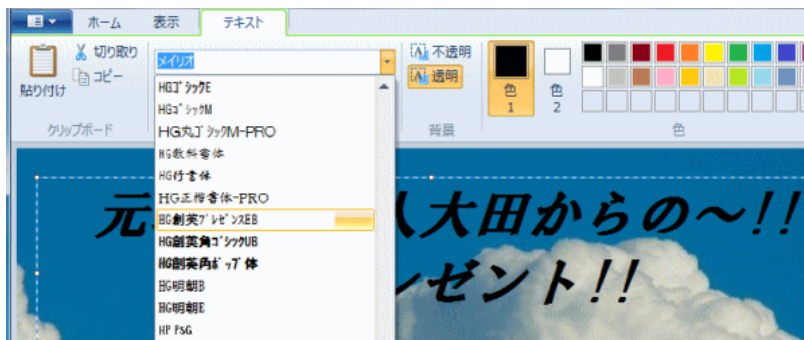 ホーム 表示 テキスト
貼り付け
切り取り
コピー
クリップボード
メイリオ
HGゴシックE
HGゴシックM
HG丸ゴシックM-PRO
HG教科書体
HG行書体
HG正楷書体-PRO
HG創英プレゼンスEB
HG創英角ゴシックUB
HG創英角ポップ体
HG明朝B
HG明朝E
HP PSG
不透明
透明
背景
色
1
色
2
色
元
大田からの～!!
レゼント!!